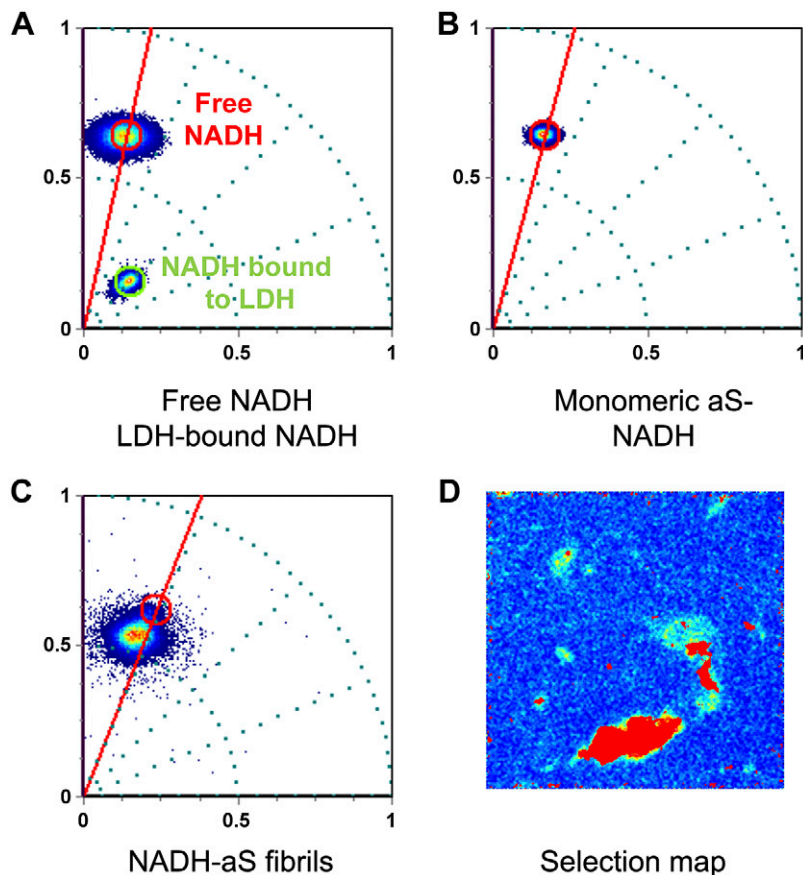 A
1
0.5
0
0
0.5
1
Free
NADH
NADH bound
to LDH
Free NADH
LDH-bound NADH
B
1
0.5
0
0
0.5
1
Monomeric aS-
NADH
C
1
0.5
0
0
0.5
1
NADH-aS fibrils
D
Selection map